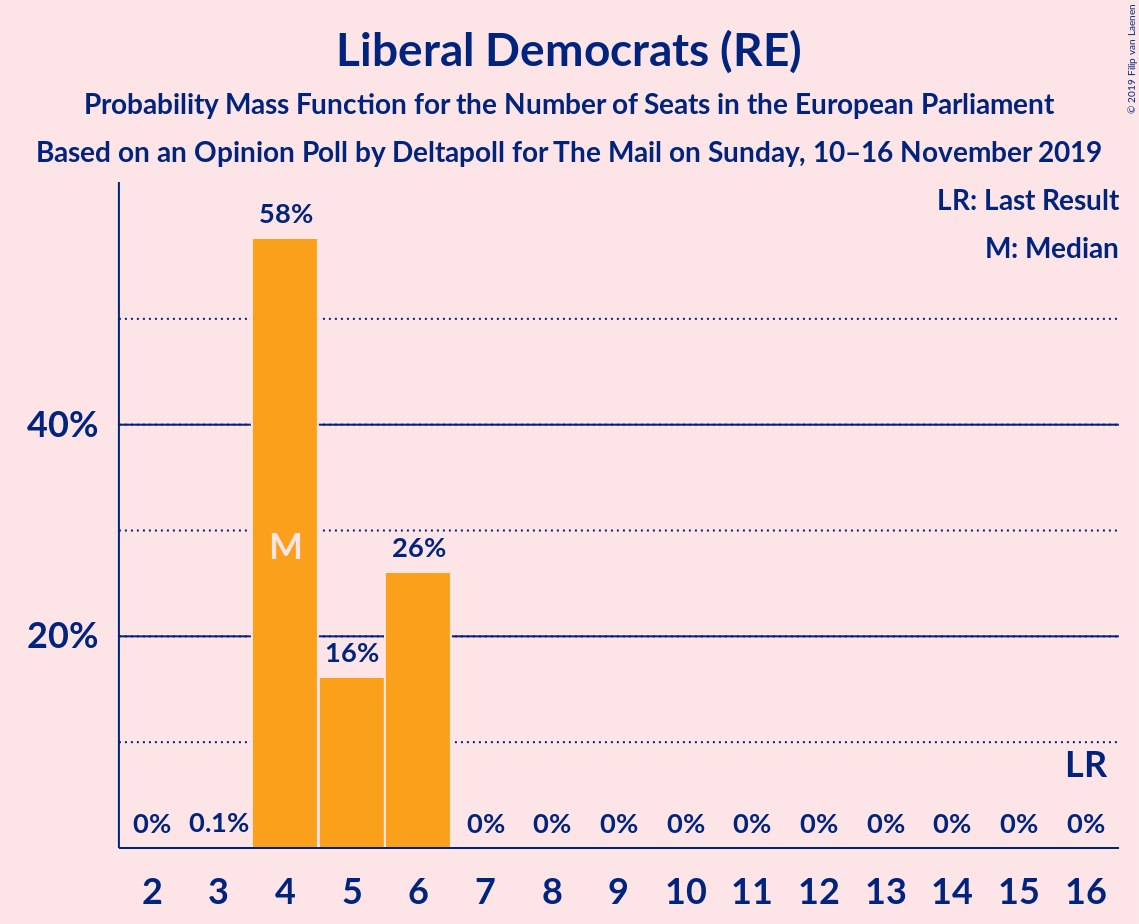 Liberal Democrats (RE)
Probability Mass Function for the Number of Seats in the European Parliament
Based on an Opinion Poll by Deltapoll for The Mail on Sunday, 10–16 November 2019
© 2019 Filip van Laenen
LR: Last Result
M: Median
58%
40%
M
26%
20%
16%
LR
0% 0.1% 0% 0% 0% 0% 0% 0% 0% 0% 0% 0%
2 3 4 5 6 7 8 9 10 11 12 13 14 15 16